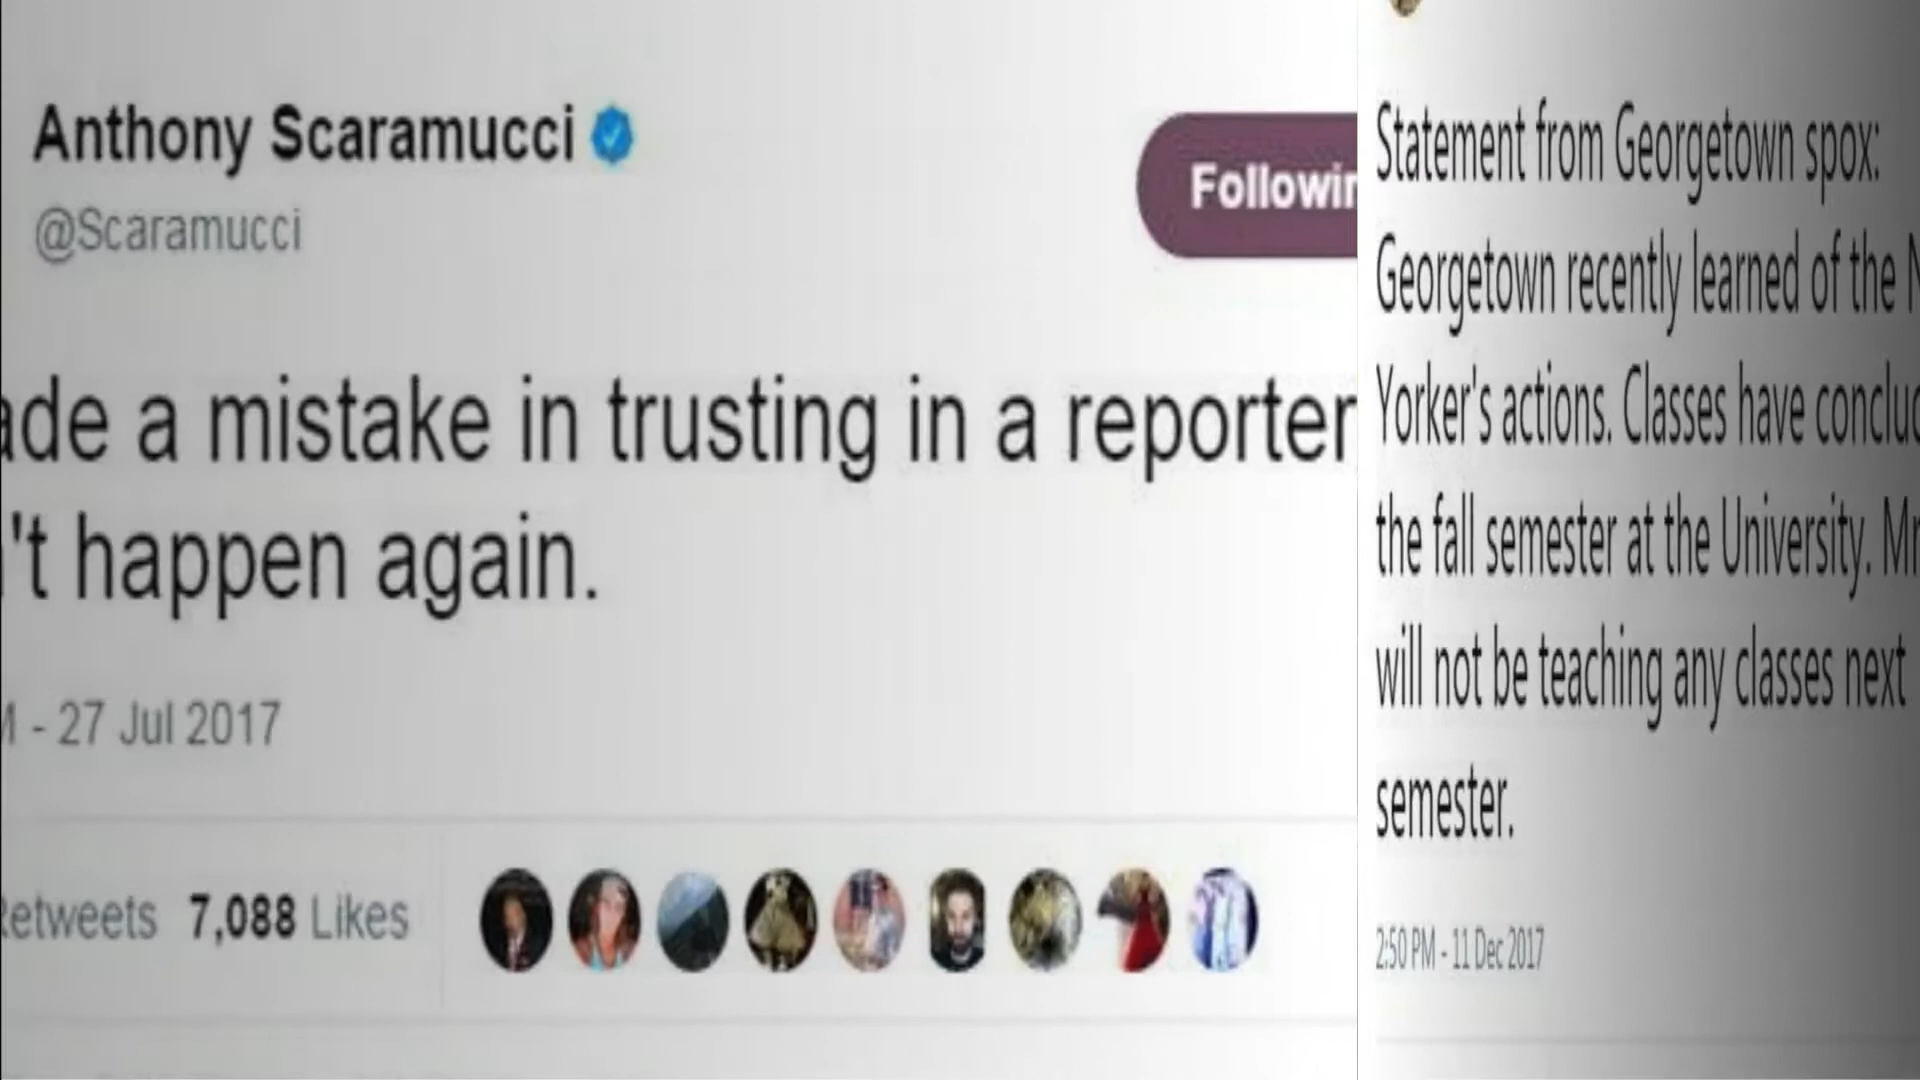 Anthony Scaramucci
@Scaramucci
Followin
ade a mistake in trusting in a reporter
't happen again.
- 27 Jul 2017
Retweets 7,088 Likes
Statement from Georgetown spox:
Georgetown recently learned of the N
Yorker's actions. Classes have conclud
the fall semester at the University. Mr
will not be teaching any classes next
semester.
2:50 PM - 11 Dec 2017